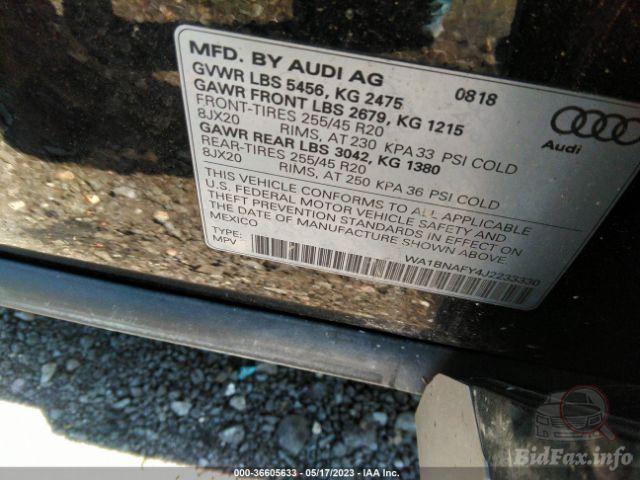 MFD. BY AUDI AG 0818
GVWR LBS 5456, KG 2475
GAWR FRONT LBS 2679, KG 1215
FRONT-TIRES 255/45 R20
8JX20 RIMS, AT 230 KPA 33 PSI COLD
GAWR REAR LBS 3042, KG 1380
REAR-TIRES 255/45 R20
8JX20 RIMS, AT 250 KPA 36 PSI COLD
THIS VEHICLE CONFORMS TO ALL APPLICABLE
U.S. FEDERAL MOTOR VEHICLE SAFETY AND
THEFT PREVENTION STANDARDS IN EFFECT ON
THE DATE OF MANUFACTURE SHOWN ABOVE.
MEXICO
TYPE:
MPV
WA1BNAFY4J2233330
Audi
000-36605633 - 05/17/2023 - IAA Inc.
BidFax.info